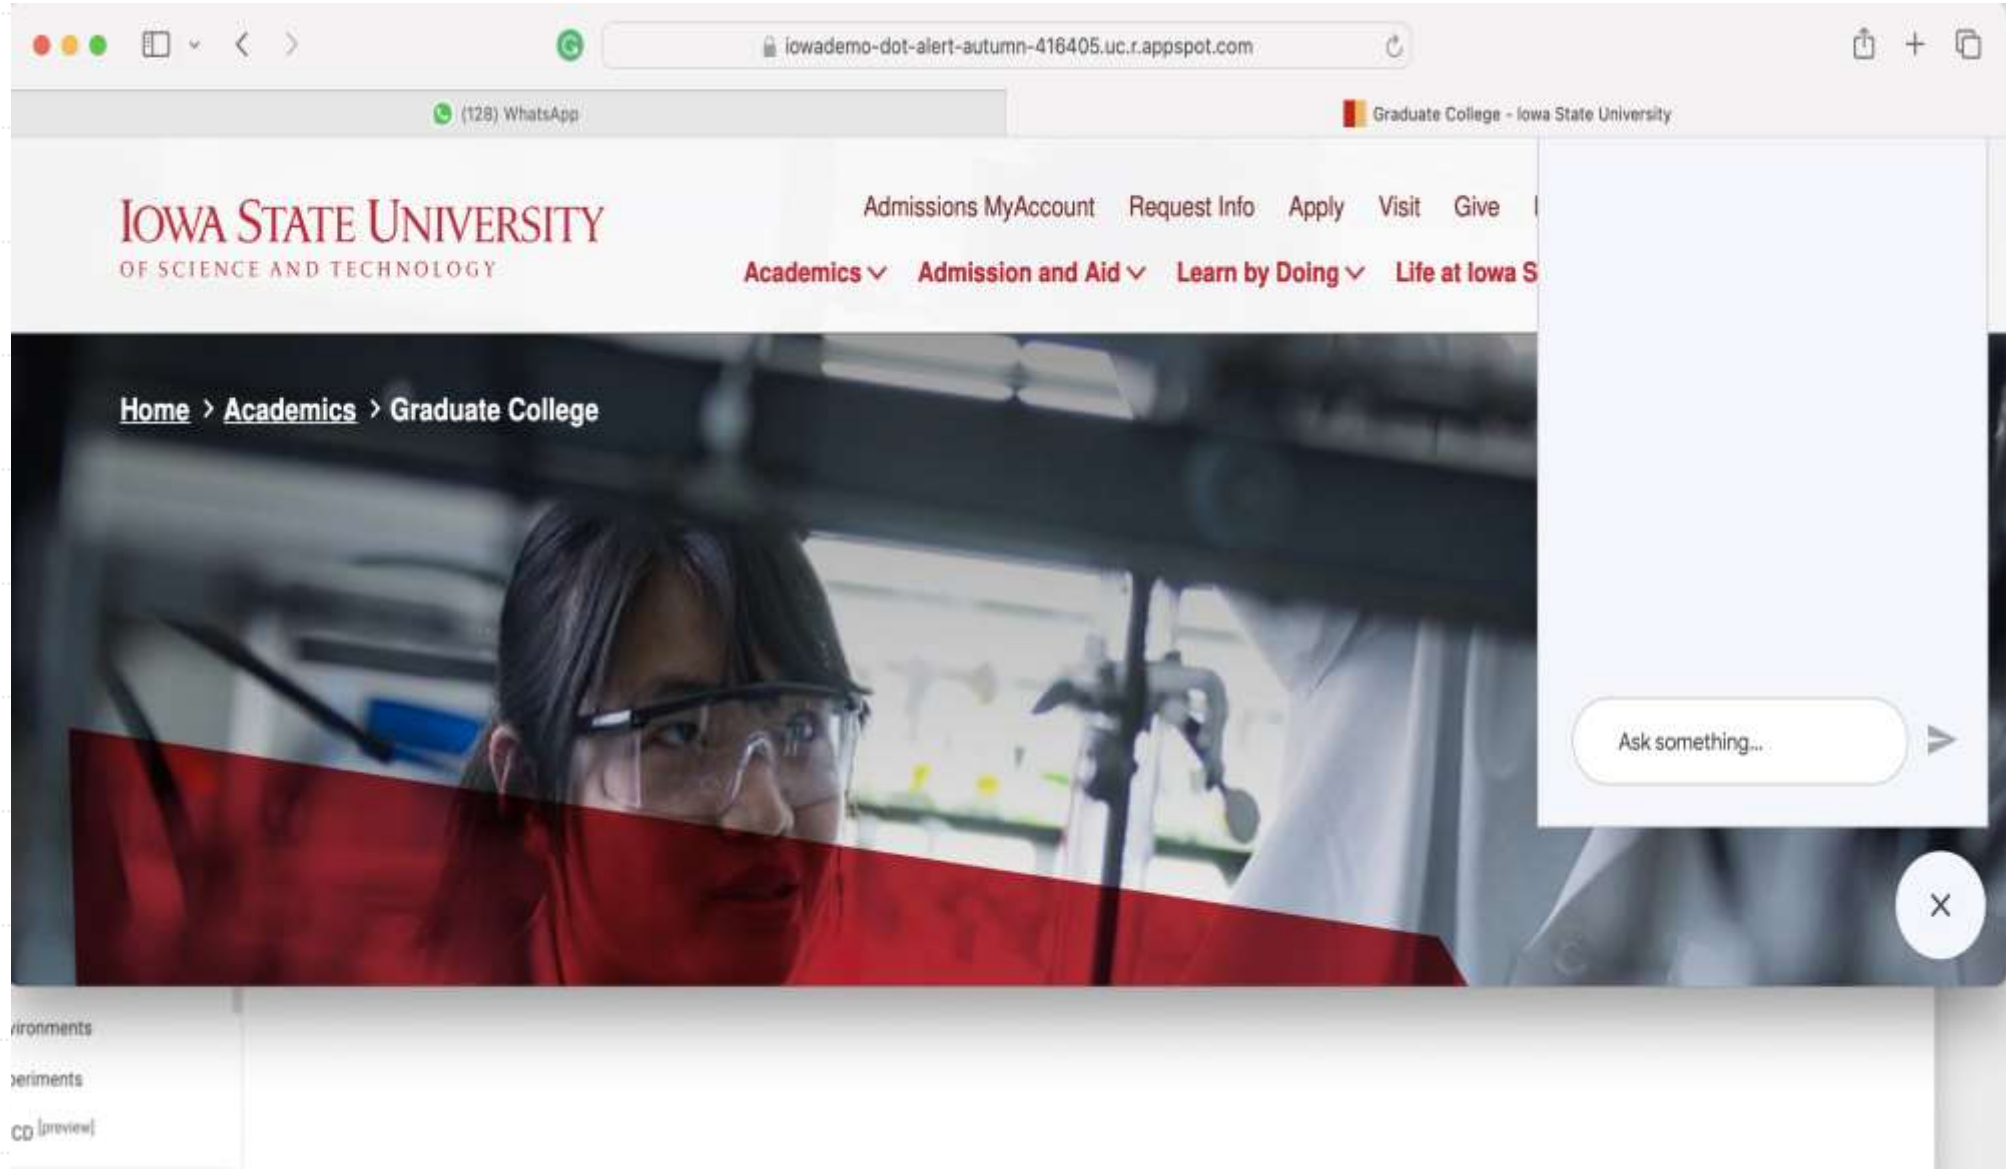 iowademo-dot-alert-autumn-416405.uc.r.appspot.com
(128) WhatsApp
Graduate College - Iowa State University
IOWA STATE UNIVERSITY
OF SCIENCE AND TECHNOLOGY
Admissions MyAccount Request Info Apply Visit Give
Academics Admission and Aid Learn by Doing Life at Iowa S
Home > Academics > Graduate College
Ask something...
vironments
periments
CD [preview]